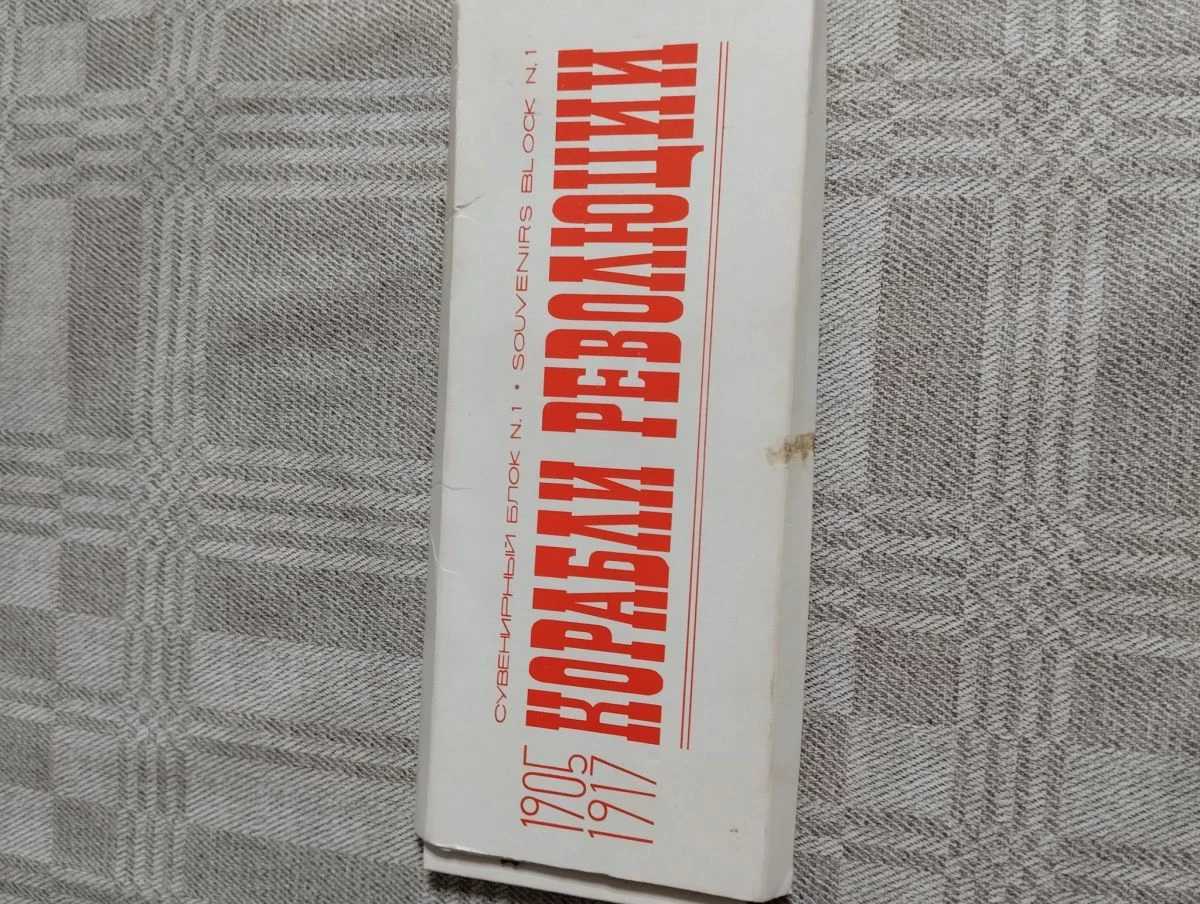 СУВЕНИРНЫЙ БЛОК N.1 • SOUVENIRS BLOCK N.1
1905
1917
КОРАБЛИ РЕВОЛЮЦИИ